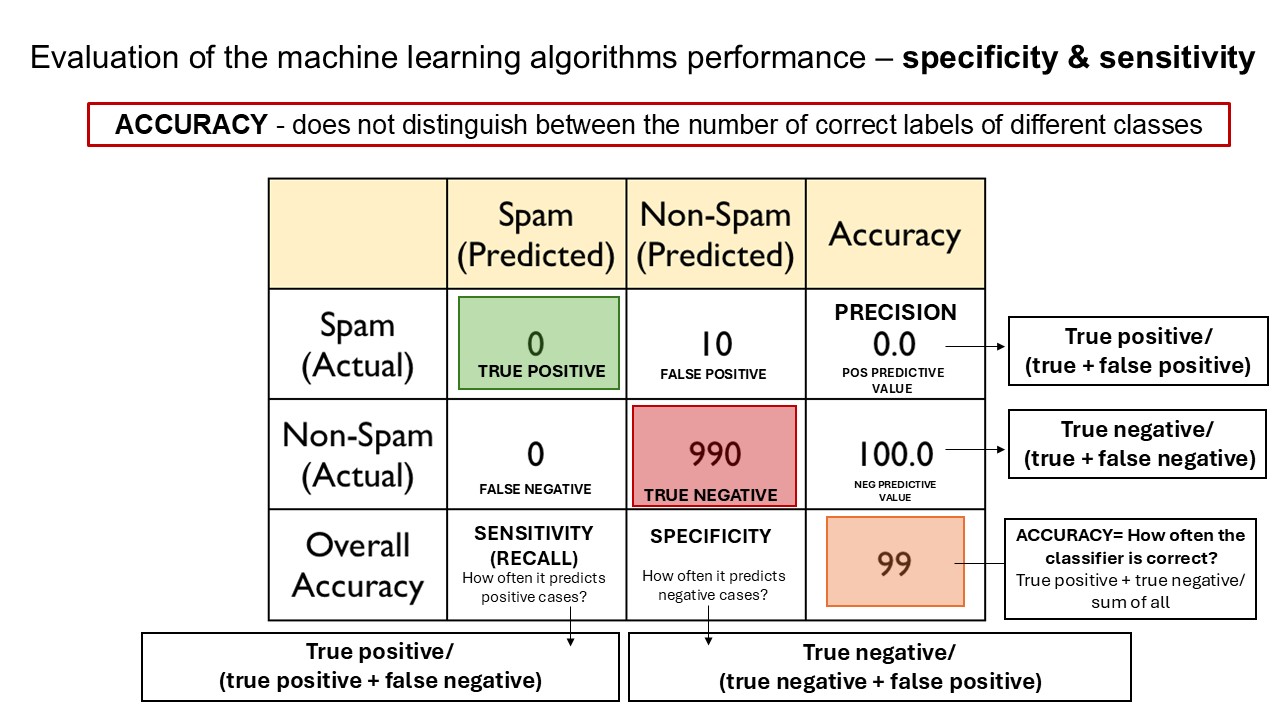 Evaluation of the machine learning algorithms performance – specificity & sensitivity
ACCURACY - does not distinguish between the number of correct labels of different classes
Spam
(Predicted)
Non-Spam
(Predicted)
Accuracy
Spam
(Actual)
0
TRUE POSITIVE
10
FALSE POSITIVE
PRECISION
0.0
POS PREDICTIVE
VALUE
True positive/
(true + false positive)
Non-Spam
(Actual)
0
FALSE NEGATIVE
990
TRUE NEGATIVE
100.0
NEG PREDICTIVE
VALUE
True negative/
(true + false negative)
Overall
Accuracy
SENSITIVITY
(RECALL)
How often it predicts
positive cases?
SPECIFICITY
How often it predicts
negative cases?
99
ACCURACY= How often the
classifier is correct?
True positive + true negative/
sum of all
True positive/
(true positive + false negative)
True negative/
(true negative + false positive)